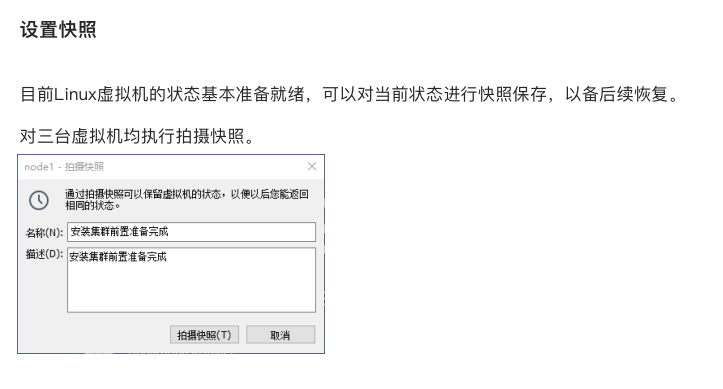 设置快照
目前Linux虚拟机的状态基本准备就绪，可以对当前状态进行快照保存，以备后续恢复。
对三台虚拟机均执行拍摄快照。
node1 - 拍摄快照
通过拍摄快照可以保留虚拟机的状态，以便以后您能返回
相同的状态。
名称(N): 安装集群前置准备完成
描述(D): 安装集群前置准备完成
拍摄快照(T) 取消